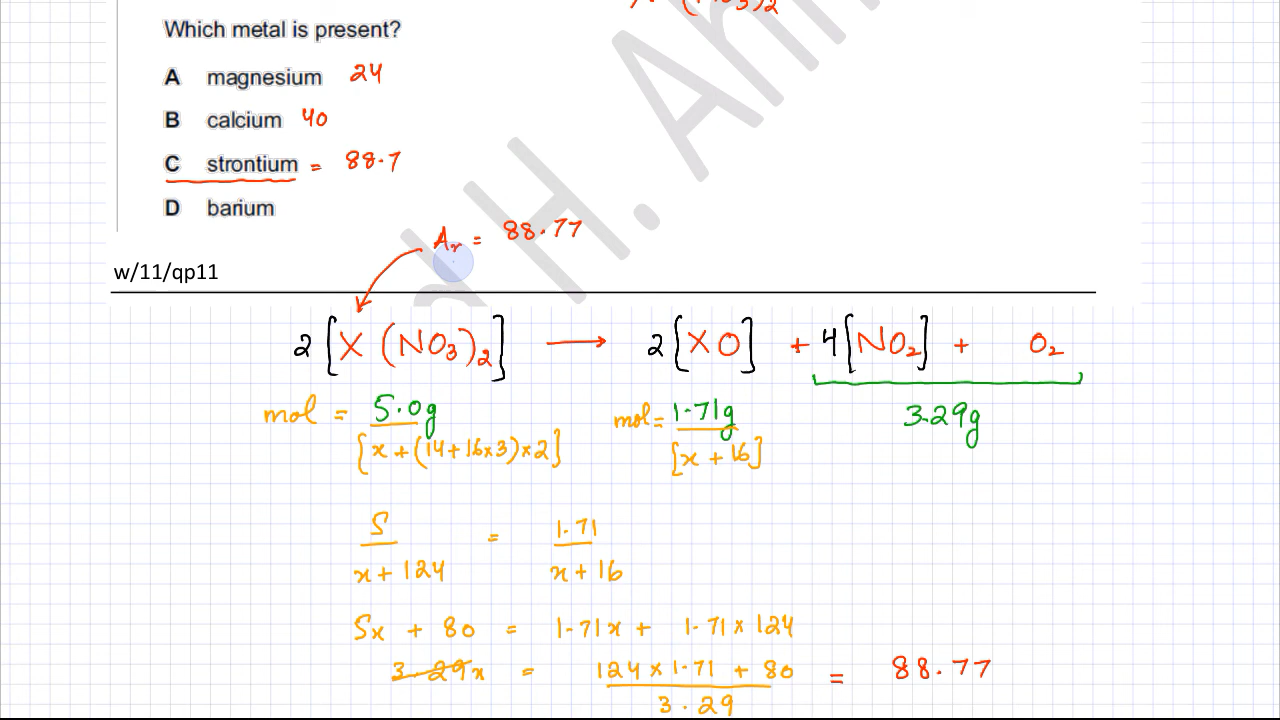 Which metal is present?
A magnesium 24
B calcium 40
C strontium = 88.7
D barium
Ar = 88.77
w/11/qp11
2[X(NO₃)₂] → 2[XO] + 4[NO₂] + O₂
mol = 5.0g / [x+(14+16×3)×2] mol = 1.71g / [x+16] 3.29g
5 / x+124 = 1.71 / x+16
5x + 80 = 1.71x + 1.71×124
3.29x = 124×1.71 + 80 / 3.29 = 88.77